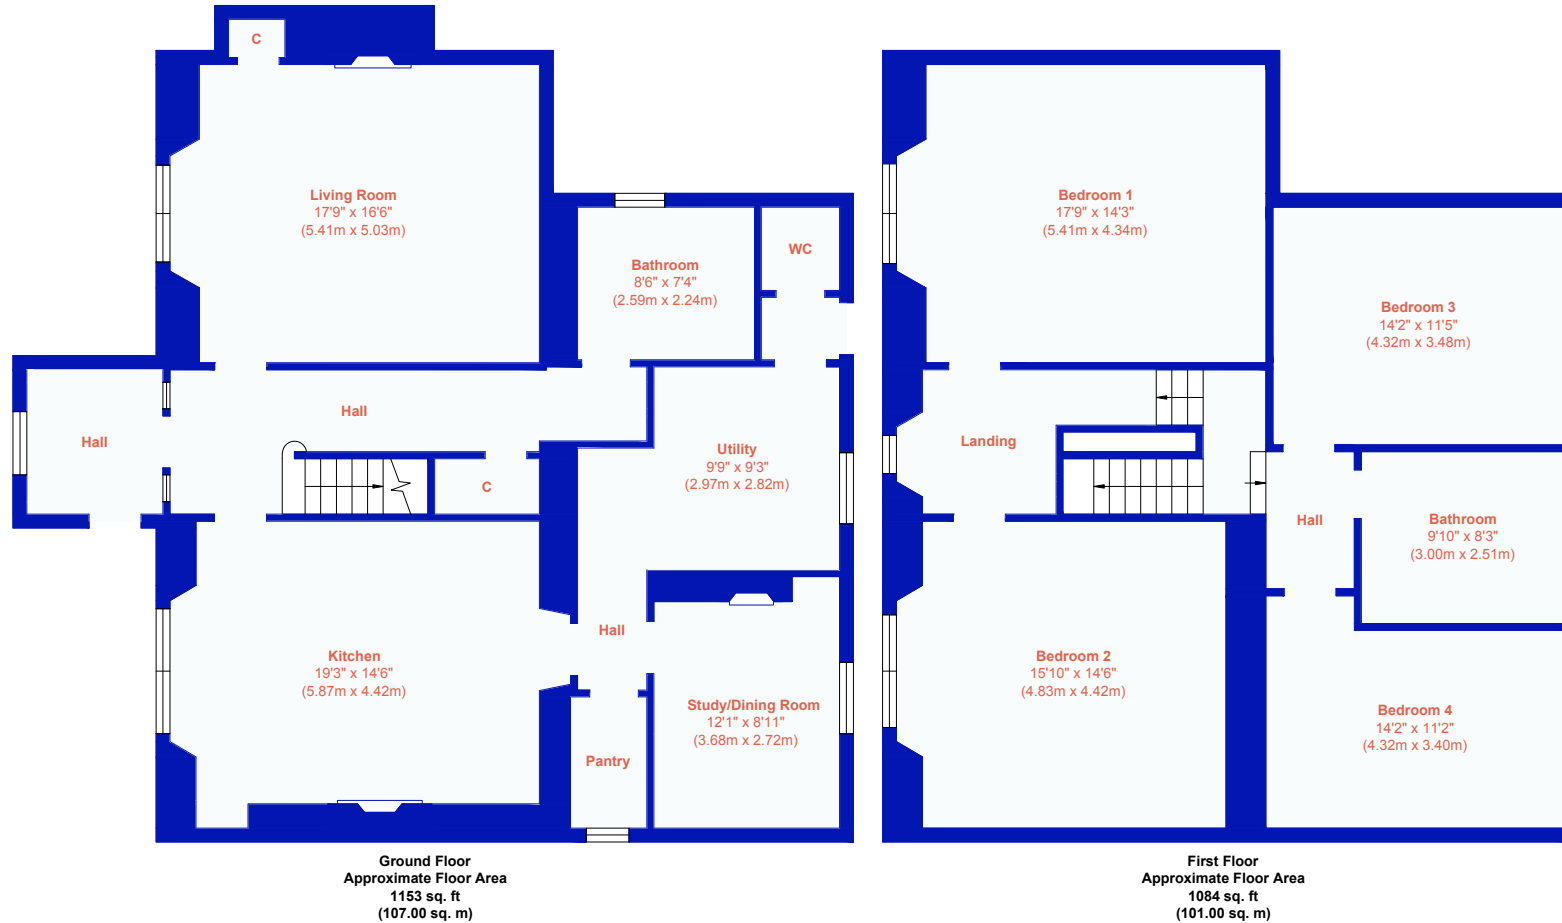 C
Living Room
17'9" x 16'6"
(5.41m x 5.03m)
Bathroom
8'6" x 7'4"
(2.59m x 2.24m)
WC
Hall
Hall
Utility
9'9" x 9'3"
(2.97m x 2.82m)
C
Kitchen
19'3" x 14'6"
(5.87m x 4.42m)
Hall
Study/Dining Room
12'1" x 8'11"
(3.68m x 2.72m)
Pantry
Ground Floor
Approximate Floor Area
1153 sq. ft
(107.00 sq. m)
Bedroom 1
17'9" x 14'3"
(5.41m x 4.34m)
Bedroom 3
14'2" x 11'5"
(4.32m x 3.48m)
Landing
Hall
Bathroom
9'10" x 8'3"
(3.00m x 2.51m)
Bedroom 2
15'10" x 14'6"
(4.83m x 4.42m)
Bedroom 4
14'2" x 11'2"
(4.32m x 3.40m)
First Floor
Approximate Floor Area
1084 sq. ft
(101.00 sq. m)